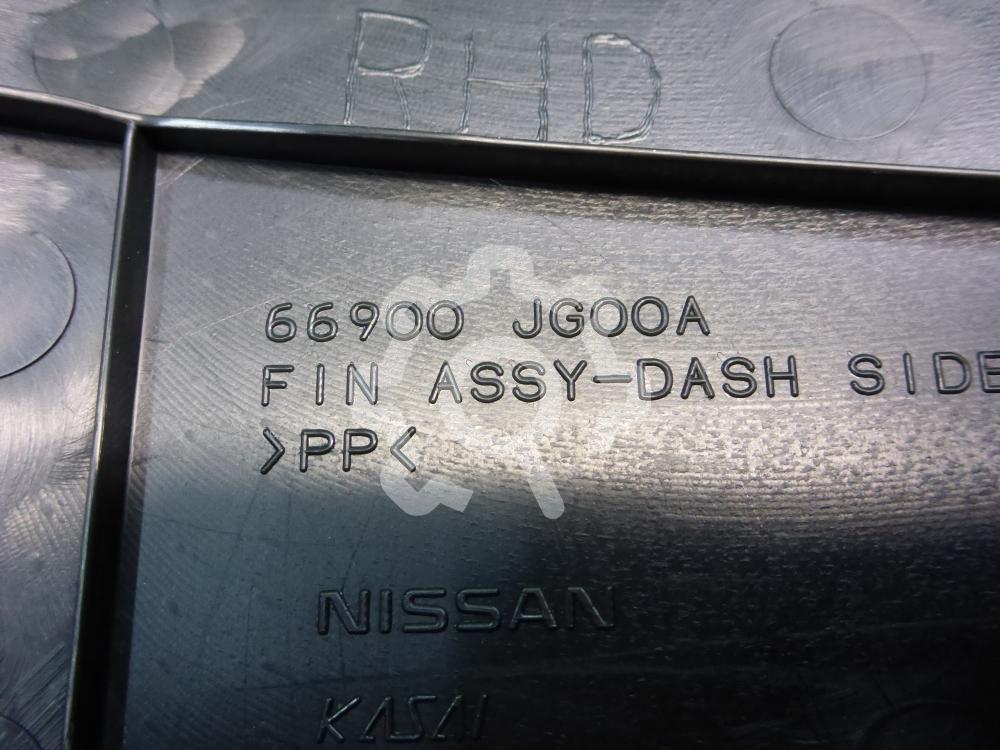 RHD
66900 JG00A
FIN ASSY-DASH SIDE
>PP<
NISSAN
KASAI